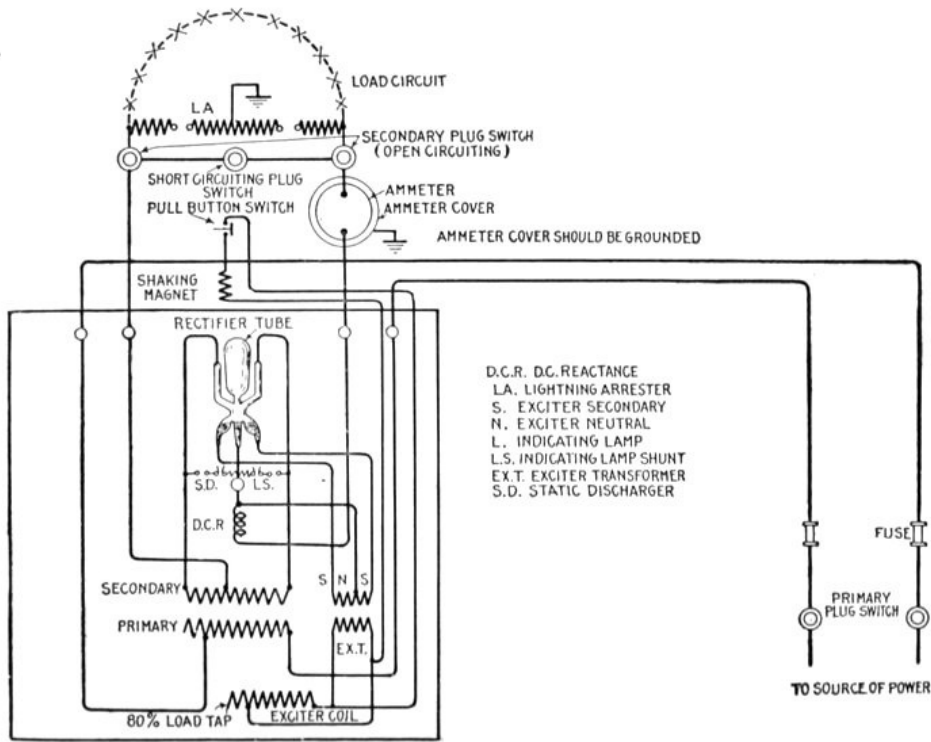 LOAD CIRCUIT
LA
SECONDARY PLUG SWITCH
(OPEN CIRCUITING)
SHORT CIRCUITING PLUG
SWITCH
PULL BUTTON SWITCH
AMMETER
AMMETER COVER
AMMETER COVER SHOULD BE GROUNDED
SHAKING
MAGNET
RECTIFIER TUBE
D.C.R. D.C. REACTANCE
LA. LIGHTNING ARRESTER
S. EXCITER SECONDARY
N. EXCITER NEUTRAL
L. INDICATING LAMP
L.S. INDICATING LAMP SHUNT
EX.T. EXCITER TRANSFORMER
S.D. STATIC DISCHARGER
S.D. L.S.
D.C.R
FUSE
S N S
SECONDARY
PRIMARY
PLUG SWITCH
PRIMARY
EX.T.
TO SOURCE OF POWER
80% LOAD TAP
EXCITER COIL